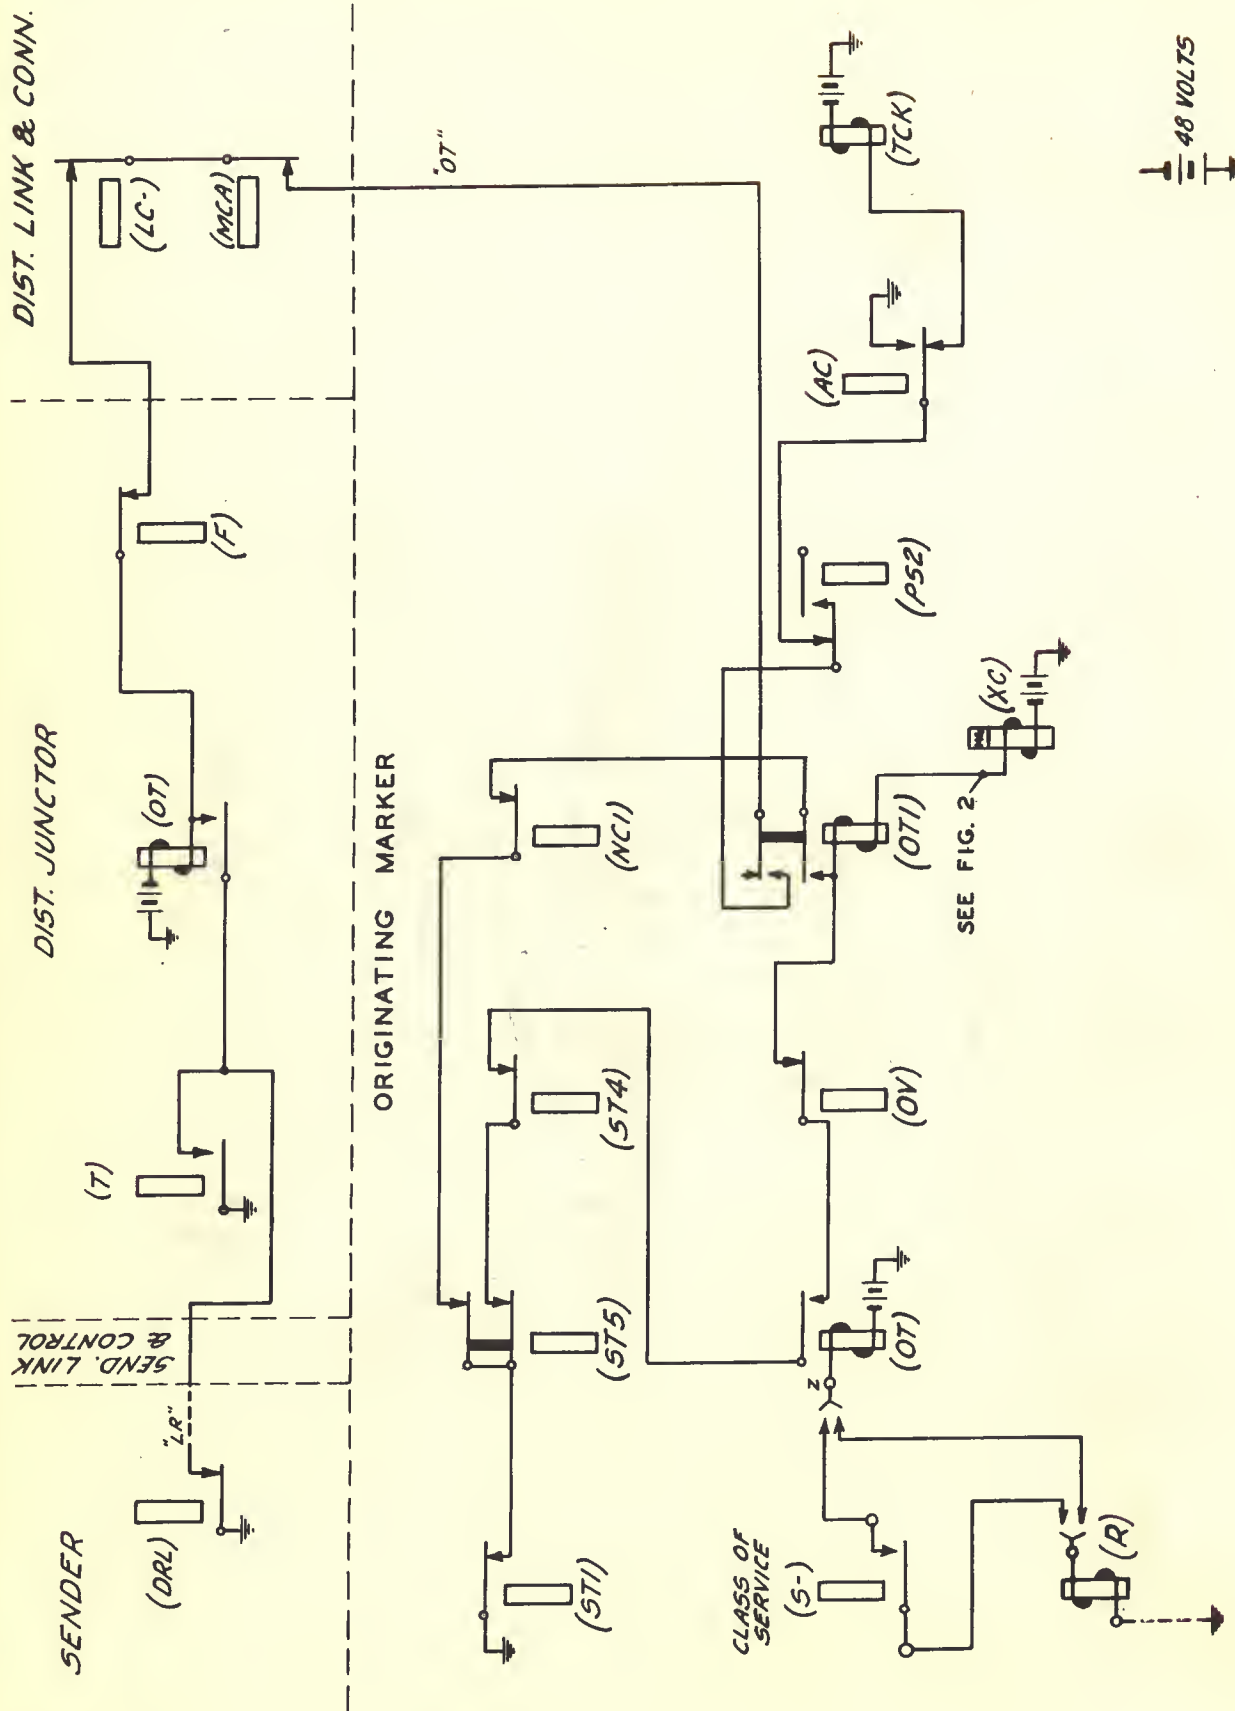 SENDER
(DRL)
"LR"
SEND. LINK
& CONTROL
(T)
DIST. JUNCTOR
(OT)
(F)
DIST. LINK & CONN.
(LC-)
(MCA)
"OT"
ORIGINATING MARKER
(ST1)
(ST5)
(ST4)
(NC1)
CLASS OF
SERVICE
(S-)
(R)
Z
(OT)
(OV)
(OT1)
SEE FIG. 2
(XC)
(PS2)
(AC)
(TCK)
48 VOLTS